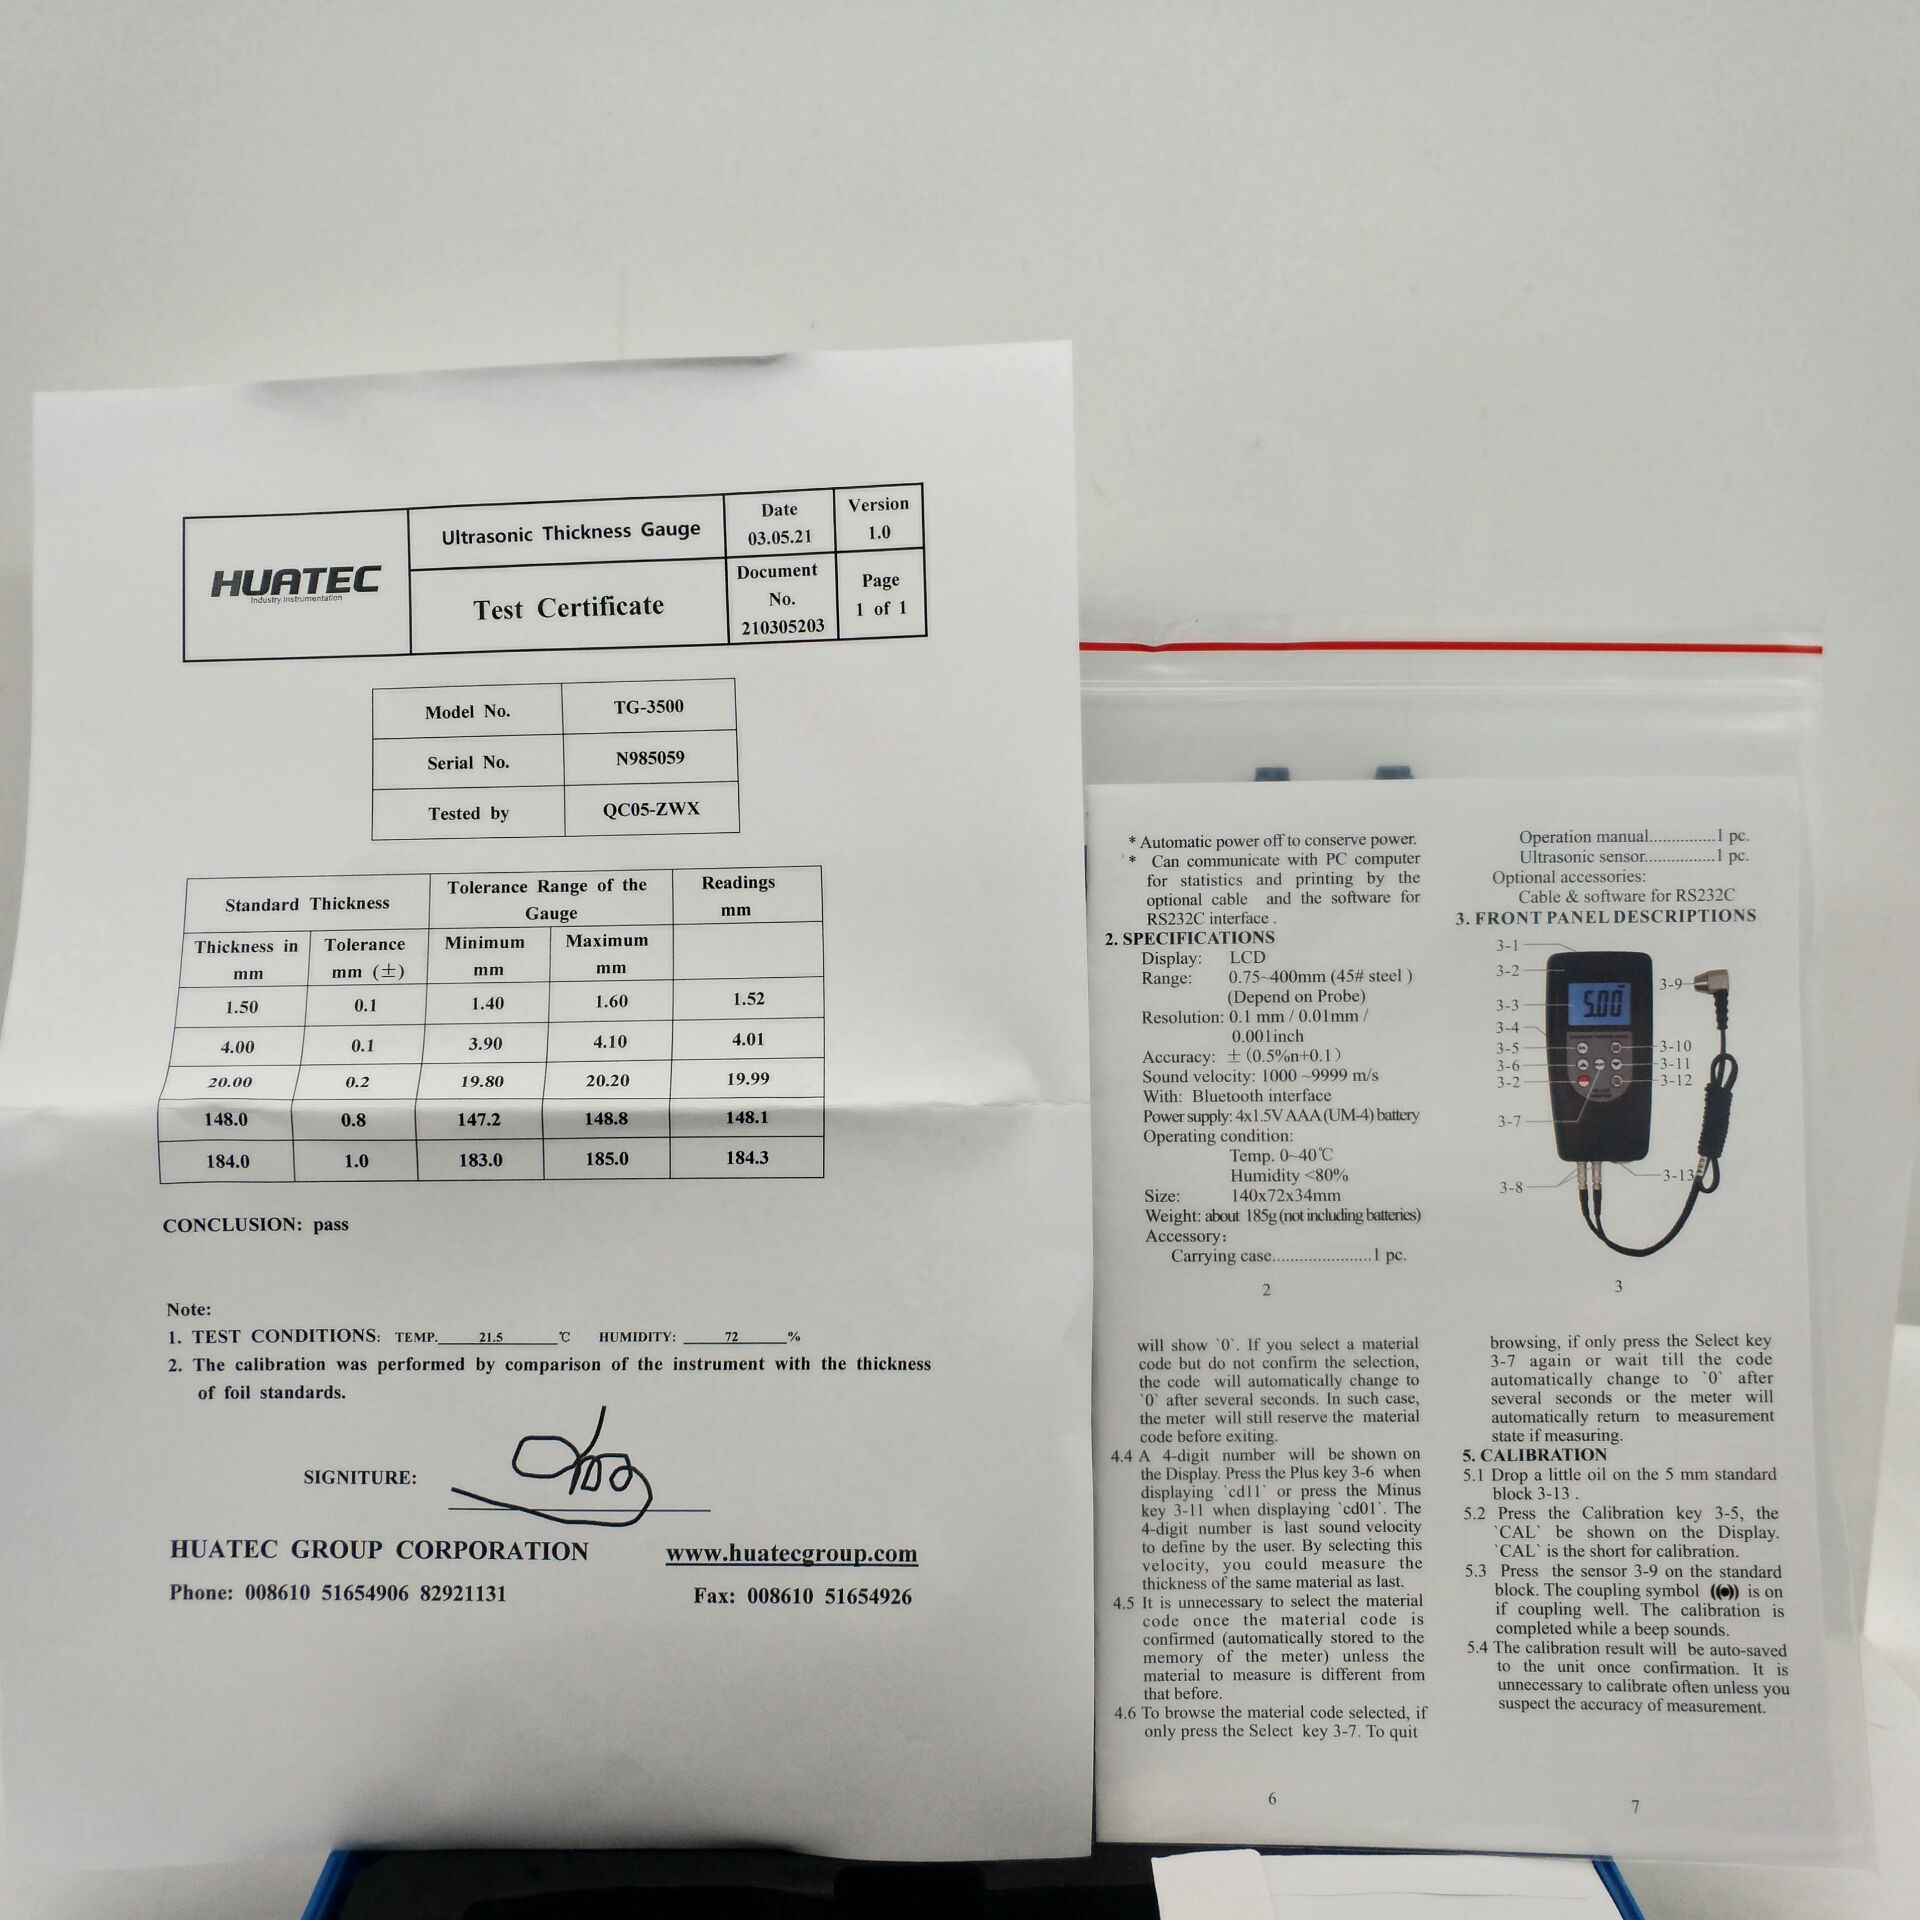 HUATEC
Industry Instrumentation
Ultrasonic Thickness Gauge
Test Certificate
Date
03.05.21
Version
1.0
Document
No.
210305203
Page
1 of 1
Model No. TG-3500
Serial No. N985059
Tested by QC05-ZWX
Standard Thickness
Tolerance Range of the
Gauge
Readings
mm
Thickness in
mm
Tolerance
mm (±)
Minimum
mm
Maximum
mm
1.50 0.1 1.40 1.60 1.52
4.00 0.1 3.90 4.10 4.01
20.00 0.2 19.80 20.20 19.99
148.0 0.8 147.2 148.8 148.1
184.0 1.0 183.0 185.0 184.3
CONCLUSION: pass
Note:
1. TEST CONDITIONS: TEMP. 21.5 ℃ HUMIDITY: 72 %
2. The calibration was performed by comparison of the instrument with the thickness
of foil standards.
SIGNITURE:
HUATEC GROUP CORPORATION www.huatecgroup.com
Phone: 008610 51654906 82921131 Fax: 008610 51654926
* Automatic power off to conserve power.
* Can communicate with PC computer
for statistics and printing by the
optional cable and the software for
RS232C interface .
2. SPECIFICATIONS
Display: LCD
Range: 0.75~400mm (45# steel )
(Depend on Probe)
Resolution: 0.1 mm / 0.01mm /
0.001inch
Accuracy: ± (0.5%n+0.1)
Sound velocity: 1000 ~9999 m/s
With: Bluetooth interface
Power supply: 4x1.5V AAA (UM-4) battery
Operating condition:
Temp. 0~40℃
Humidity <80%
Size: 140x72x34mm
Weight: about 185g (not including batteries)
Accessory:
Carrying case......................1 pc.
2
Operation manual...............1 pc.
Ultrasonic sensor................1 pc.
Optional accessories:
Cable & software for RS232C
3. FRONT PANEL DESCRIPTIONS
3-1
3-2
3-3
3-4
3-5
3-6
3-2
3-7
3-8
3-9
3-10
3-11
3-12
3-13
5.00
3
will show `0`. If you select a material
code but do not confirm the selection,
the code will automatically change to
`0` after several seconds. In such case,
the meter will still reserve the material
code before exiting.
4.4 A 4-digit number will be shown on
the Display. Press the Plus key 3-6 when
displaying `cd11` or press the Minus
key 3-11 when displaying `cd01`. The
4-digit number is last sound velocity
to define by the user. By selecting this
velocity, you could measure the
thickness of the same material as last.
4.5 It is unnecessary to select the material
code once the material code is
confirmed (automatically stored to the
memory of the meter) unless the
material to measure is different from
that before.
4.6 To browse the material code selected, if
only press the Select key 3-7. To quit
6
browsing, if only press the Select key
3-7 again or wait till the code
automatically change to `0` after
several seconds or the meter will
automatically return to measurement
state if measuring.
5. CALIBRATION
5.1 Drop a little oil on the 5 mm standard
block 3-13 .
5.2 Press the Calibration key 3-5, the
`CAL` be shown on the Display.
`CAL` is the short for calibration.
5.3 Press the sensor 3-9 on the standard
block. The coupling symbol ((●)) is on
if coupling well. The calibration is
completed while a beep sounds.
5.4 The calibration result will be auto-saved
to the unit once confirmation. It is
unnecessary to calibrate often unless you
suspect the accuracy of measurement.
7